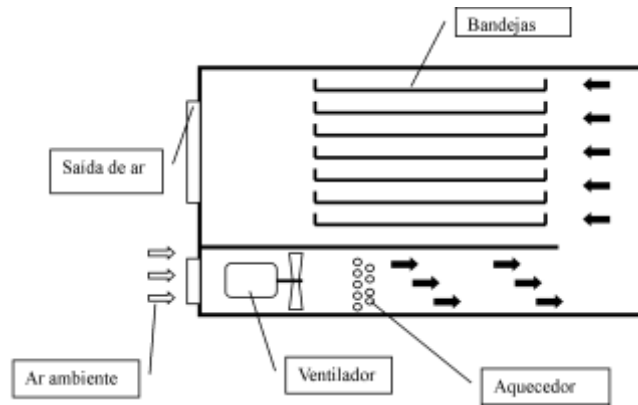 Bandejas
Saída de ar
Ar ambiente
Ventilador
Aquecedor